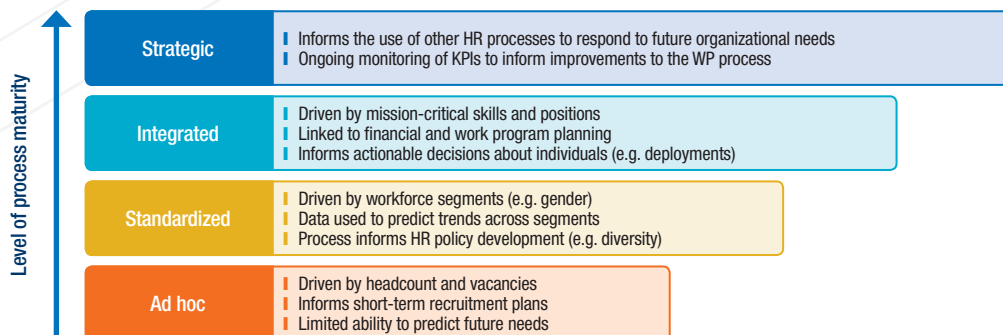 Level of process maturity
Strategic
Informs the use of other HR processes to respond to future organizational needs
Ongoing monitoring of KPIs to inform improvements to the WP process
Integrated
Driven by mission-critical skills and positions
Linked to financial and work program planning
Informs actionable decisions about individuals (e.g. deployments)
Standardized
Driven by workforce segments (e.g. gender)
Data used to predict trends across segments
Process informs HR policy development (e.g. diversity)
Ad hoc
Driven by headcount and vacancies
Informs short-term recruitment plans
Limited ability to predict future needs